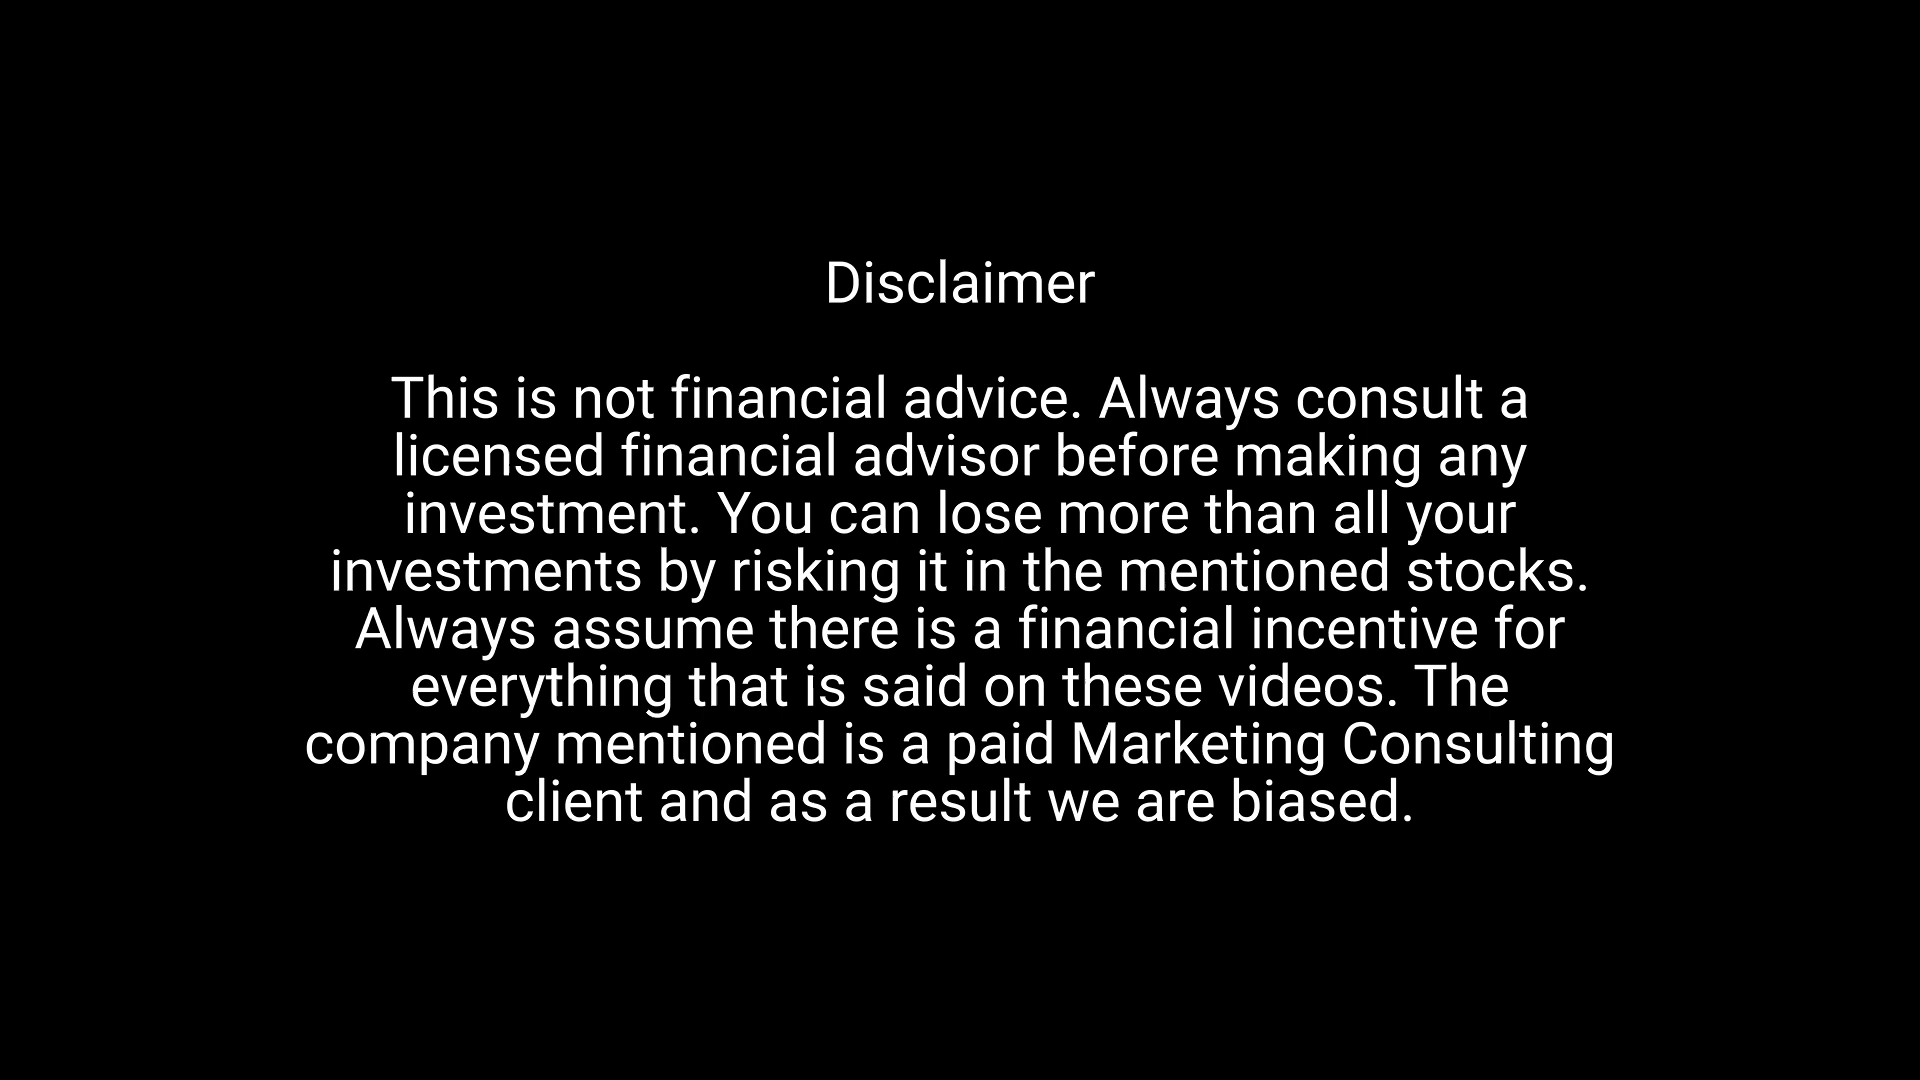 Disclaimer
This is not financial advice. Always consult a
licensed financial advisor before making any
investment. You can lose more than all your
investments by risking it in the mentioned stocks.
Always assume there is a financial incentive for
everything that is said on these videos. The
company mentioned is a paid Marketing Consulting
client and as a result we are biased.